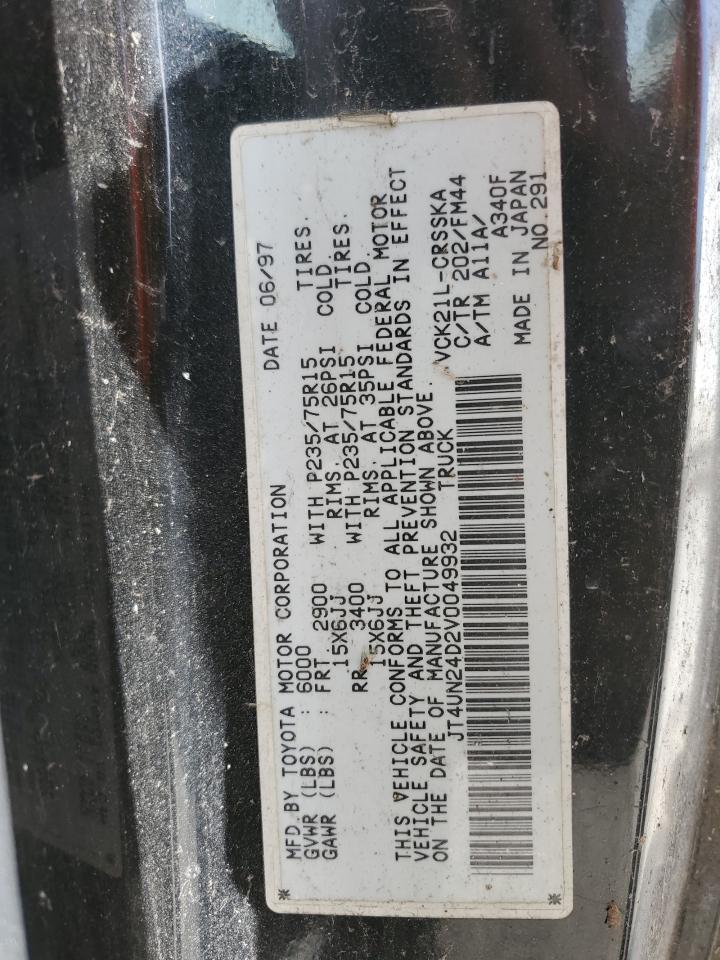 MFD.BY TOYOTA MOTOR CORPORATION DATE 06/97
GVWR (LBS) : 6000
GAWR (LBS) : FRT. 2900 WITH P235/75R15 TIRES.
15X6JJ RIMS. AT 26PSI COLD.
RR. 3400 WITH P235/75R15 TIRES.
15X6JJ RIMS. AT 35PSI COLD.
THIS VEHICLE CONFORMS TO ALL APPLICABLE FEDERAL MOTOR
VEHICLE SAFETY AND THEFT PREVENTION STANDARDS IN EFFECT
ON THE DATE OF MANUFACTURE SHOWN ABOVE.
JT4UN24D2V0049932 TRUCK
VCK21L-CRSSKA
C/TR 202/FM44
A/TM A11A/
A340F
MADE IN JAPAN
NO.291